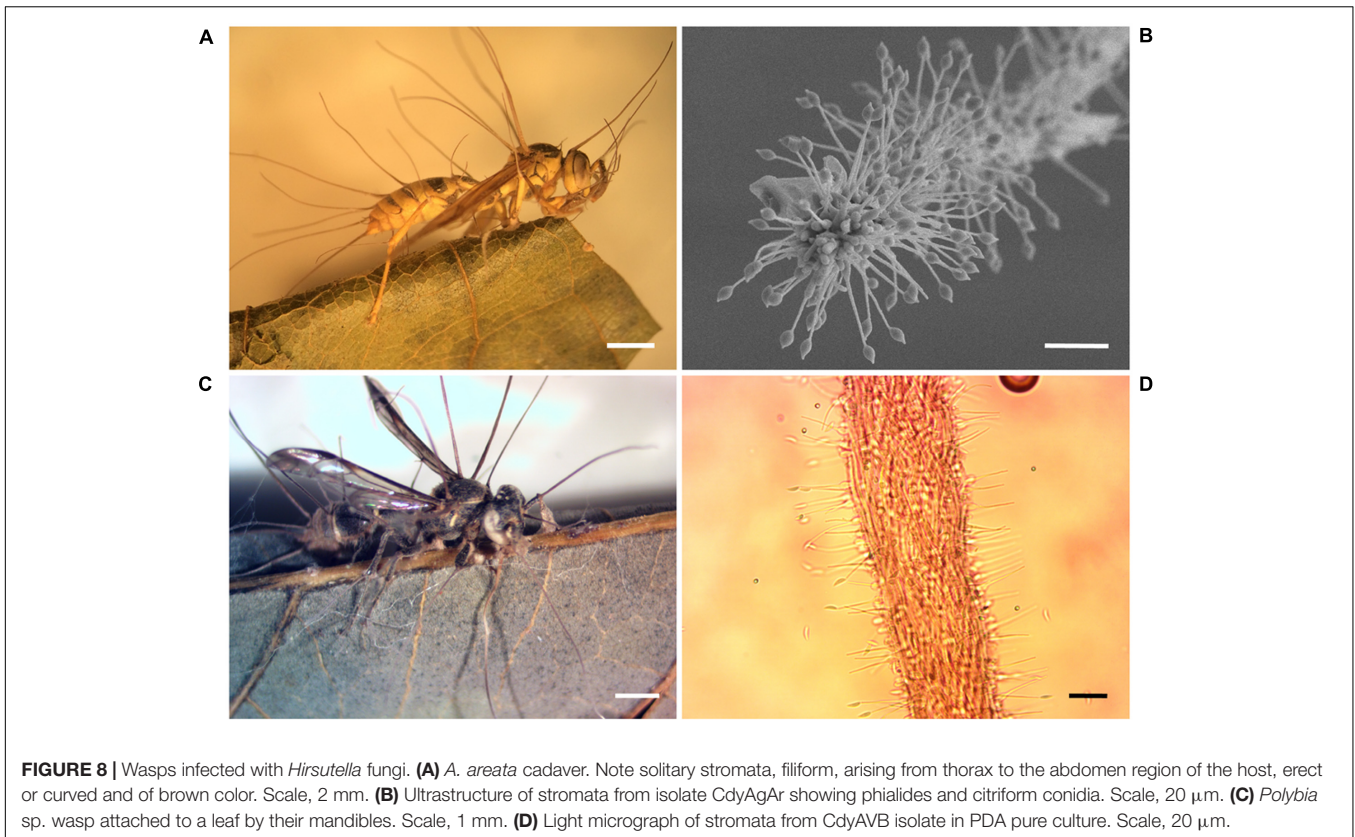 A
B
C
D
FIGURE 8 | Wasps infected with Hirsutella fungi. (A) A. areata cadaver. Note solitary stromata, filiform, arising from thorax to the abdomen region of the host, erect
or curved and of brown color. Scale, 2 mm. (B) Ultrastructure of stromata from isolate CdyAgAr showing phialides and citriform conidia. Scale, 20 μm. (C) Polybia
sp. wasp attached to a leaf by their mandibles. Scale, 1 mm. (D) Light micrograph of stromata from CdyAVB isolate in PDA pure culture. Scale, 20 μm.